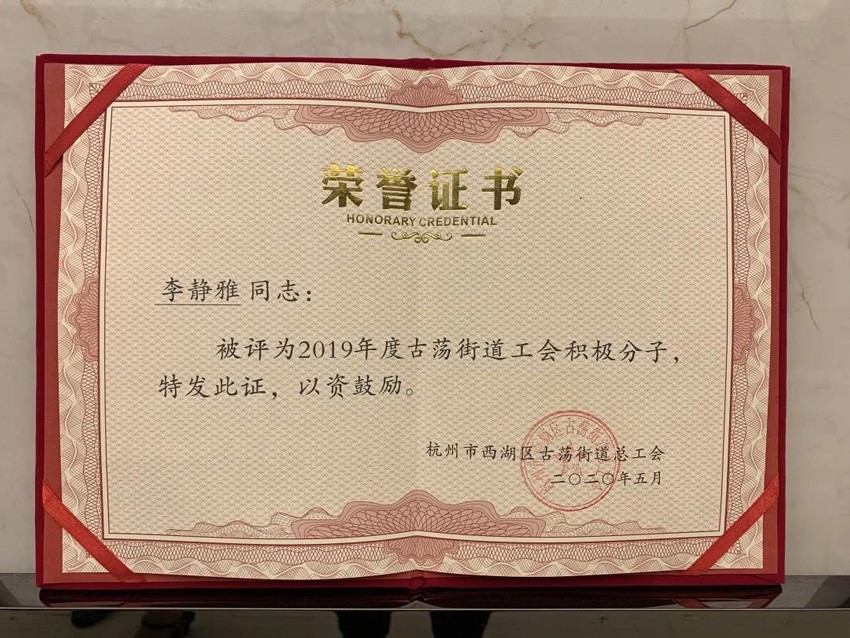 荣誉证书
HONORARY CREDENTIAL
李静雅 同志：
被评为2019年度古荡街道工会积极分子，
特发此证，以资鼓励。
杭州市西湖区古荡街道总工会
二〇二〇年五月